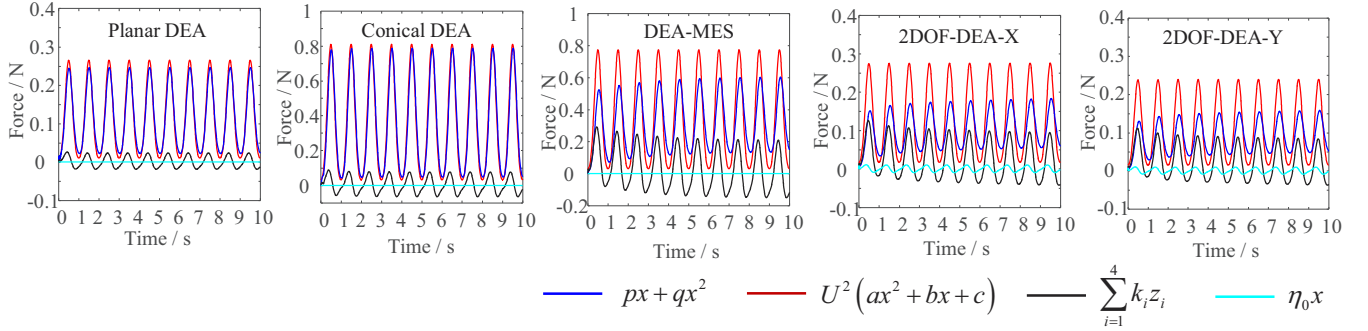 Planar DEA
Force / N
0.4
0.3
0.2
0.1
0
-0.1
0 1 2 3 4 5 6 7 8 9 10
Time / s
Conical DEA
Force / N
1
0.8
0.6
0.4
0.2
0
0 1 2 3 4 5 6 7 8 9 10
Time / s
DEA-MES
Force / N
1
0.8
0.6
0.4
0.2
0
-0.2
0 1 2 3 4 5 6 7 8 9 10
Time / s
2DOF-DEA-X
Force / N
0.4
0.3
0.2
0.1
0
-0.1
0 1 2 3 4 5 6 7 8 9 10
Time / s
2DOF-DEA-Y
Force / N
0.4
0.3
0.2
0.1
0
-0.1
0 1 2 3 4 5 6 7 8 9 10
Time / s
px + qx²
U²(ax² + bx + c)
∑_{i=1}^{4} k_i z_i
η₀x